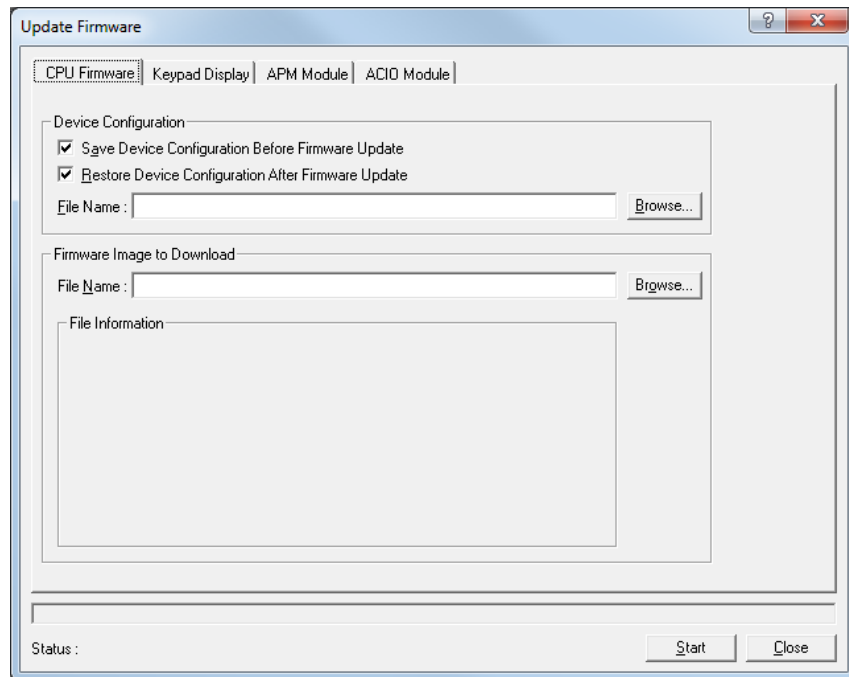 Update Firmware
CPU Firmware Keypad Display APM Module ACIO Module
Device Configuration
Save Device Configuration Before Firmware Update
Restore Device Configuration After Firmware Update
File Name : Browse...
Firmware Image to Download
File Name : Browse...
File Information
Status : Start Close